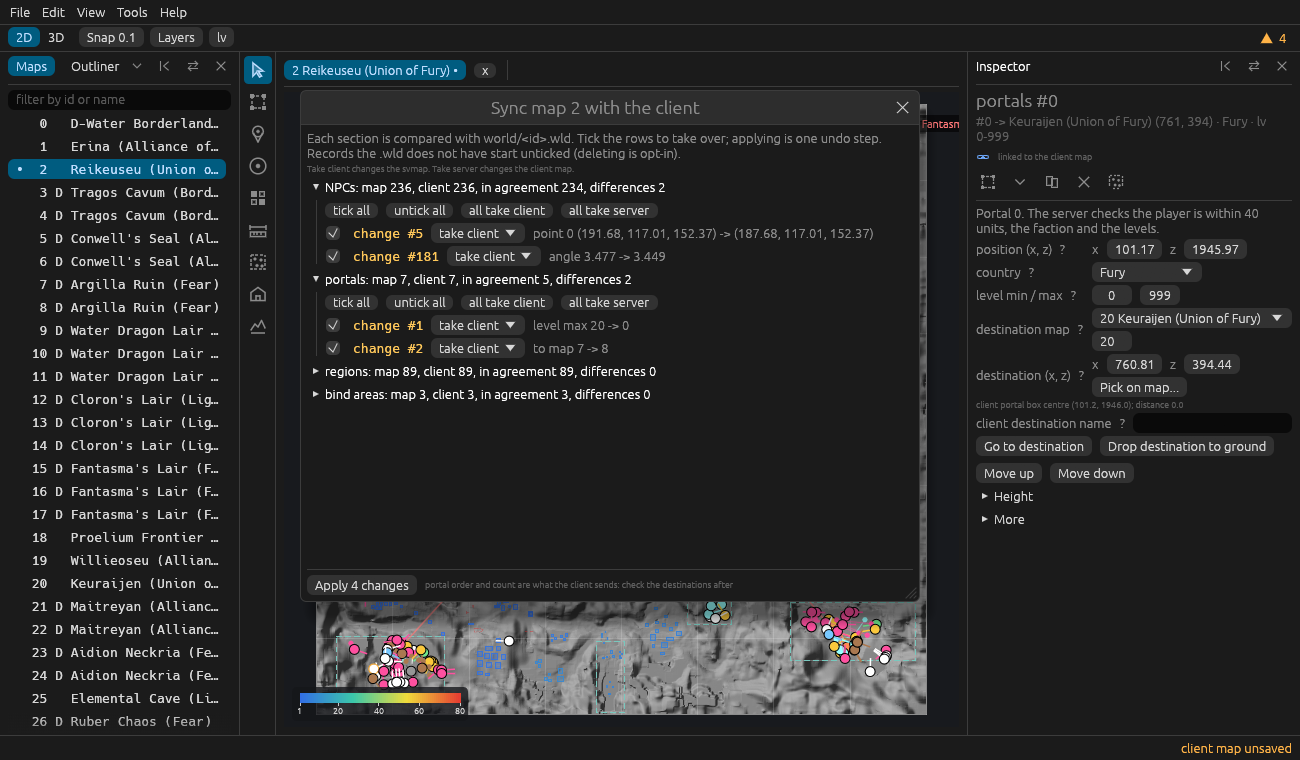 File Edit View Tools Help
2D 3D Snap 0.1 Layers lv
4
Maps Outliner
filter by id or name
0 D-Water Borderland…
1 Erina (Alliance of…
• 2 Reikeuseu (Union o…
3 D Tragos Cavum (Bord…
4 D Tragos Cavum (Bord…
5 D Conwell's Seal (Al…
6 D Conwell's Seal (Al…
7 D Argilla Ruin (Fear)
8 D Argilla Ruin (Fear)
9 D Water Dragon Lair …
10 D Water Dragon Lair …
11 D Water Dragon Lair …
12 D Cloron's Lair (Lig…
13 D Cloron's Lair (Lig…
14 D Cloron's Lair (Lig…
15 D Fantasma's Lair (F…
16 D Fantasma's Lair (F…
17 D Fantasma's Lair (F…
18 Proelium Frontier …
19 Willieoseu (Allian…
20 Keuraijen (Union o…
21 D Maitreyan (Allianc…
22 D Maitreyan (Allianc…
23 D Aidion Neckria (Fe…
24 D Aidion Neckria (Fe…
25 Elemental Cave (Li…
26 D Ruber Chaos (Fear)
2 Reikeuseu (Union of Fury) • x
Fantasm
Sync map 2 with the client
Each section is compared with world/<id>.wld. Tick the rows to take over; applying is one undo step.
Records the .wld does not have start unticked (deleting is opt-in).
Take client changes the svmap. Take server changes the client map.
NPCs: map 236, client 236, in agreement 234, differences 2
tick all untick all all take client all take server
change #5 take client point 0 (191.68, 117.01, 152.37) -> (187.68, 117.01, 152.37)
change #181 take client angle 3.477 -> 3.449
portals: map 7, client 7, in agreement 5, differences 2
tick all untick all all take client all take server
change #1 take client level max 20 -> 0
change #2 take client to map 7 -> 8
regions: map 89, client 89, in agreement 89, differences 0
bind areas: map 3, client 3, in agreement 3, differences 0
Apply 4 changes portal order and count are what the client sends: check the destinations after
1 20 40 60 80
Inspector
portals #0
#0 -> Keuraijen (Union of Fury) (761, 394) · Fury · lv
0-999
linked to the client map
Portal 0. The server checks the player is within 40
units, the faction and the levels.
position (x, z) ? x 101.17 z 1945.97
country ? Fury
level min / max ? 0 999
destination map ? 20 Keuraijen (Union of Fury)
20
destination (x, z) ? x 760.81 z 394.44
Pick on map...
client portal box centre (101.2, 1946.0); distance 0.0
client destination name ?
Go to destination Drop destination to ground
Move up Move down
Height
More
client map unsaved